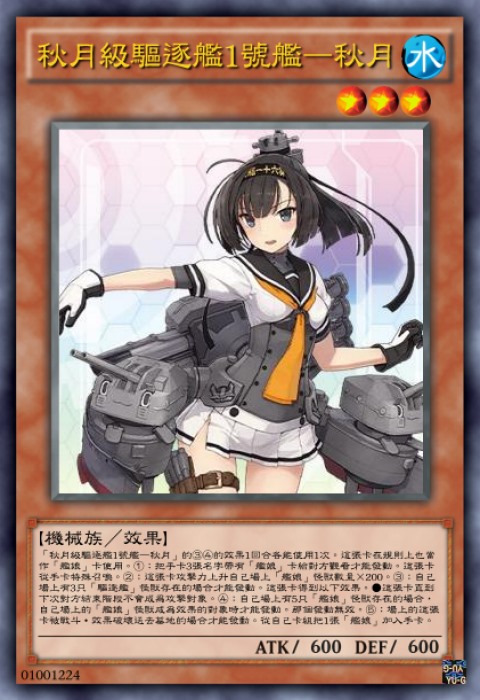 秋月級驅逐艦1號艦—秋月
水
[機械族/效果]
「秋月級驅逐艦1號艦—秋月」的③④的效果1回合各能使用1次。這張卡在規則上也當
作「艦娘」卡使用。①：把手卡3張名字帶有「艦娘」卡給對方觀看才能發動。這張卡
從手卡特殊召喚。②：這張卡攻擊力上升自己場上「艦娘」怪獸數量×200。③：自己
場上有3只「驅逐艦」怪獸存在的場合才能發動。這張卡得到以下效果。●這張卡直到
下次對方結束階段不會成為攻擊對象。④：自己場上有5只「艦娘」怪獸存在的場合，
自己場上的「艦娘」怪獸成為效果的對象時才能發動。那個發動無效。⑤：場上的這張
卡被戰鬥・效果破壞送去墓地的場合才能發動。從自己卡組把1張「艦娘」加入手卡。
ATK/ 600 DEF/ 600
01001224